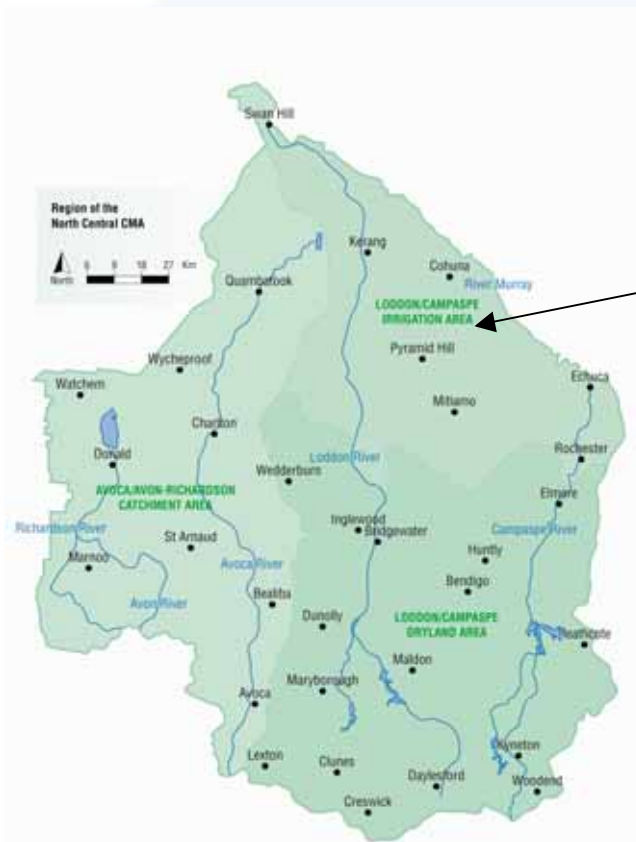 Swan Hill
Region of the
North Central CMA
North
0 9 18 27 Km
Kerang
Cohuna
River Murray
Quambatook
LODDON/CAMPASPE
IRRIGATION AREA
Wycheproof
Pyramid Hill
Watchem
Echuca
Mitiamo
Charlton
Donald
Loddon River
Rochester
Wedderburn
AVOCA/AVON-RICHARDSON
CATCHMENT AREA
Elmore
Richardson River
Inglewood
Bridgewater
Campaspe River
St Arnaud
Huntly
Marnoo
Avoca River
Bendigo
Avon River
Bealiba
Dunolly
LODDON/CAMPASPE
DRYLAND AREA
Heathcote
Maldon
Maryborough
Avoca
Kyneton
Lexton
Clunes
Daylesford
Woodend
Creswick